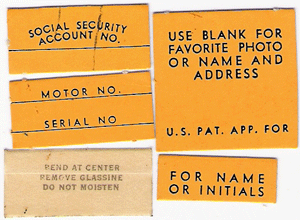 SOCIAL SECURITY
ACCOUNT NO.
MOTOR NO.
SERIAL NO
BEND AT CENTER
REMOVE GLASSINE
DO NOT MOISTEN
USE BLANK FOR
FAVORITE PHOTO
OR NAME AND
ADDRESS
U.S. PAT. APP. FOR
FOR NAME
OR INITIALS